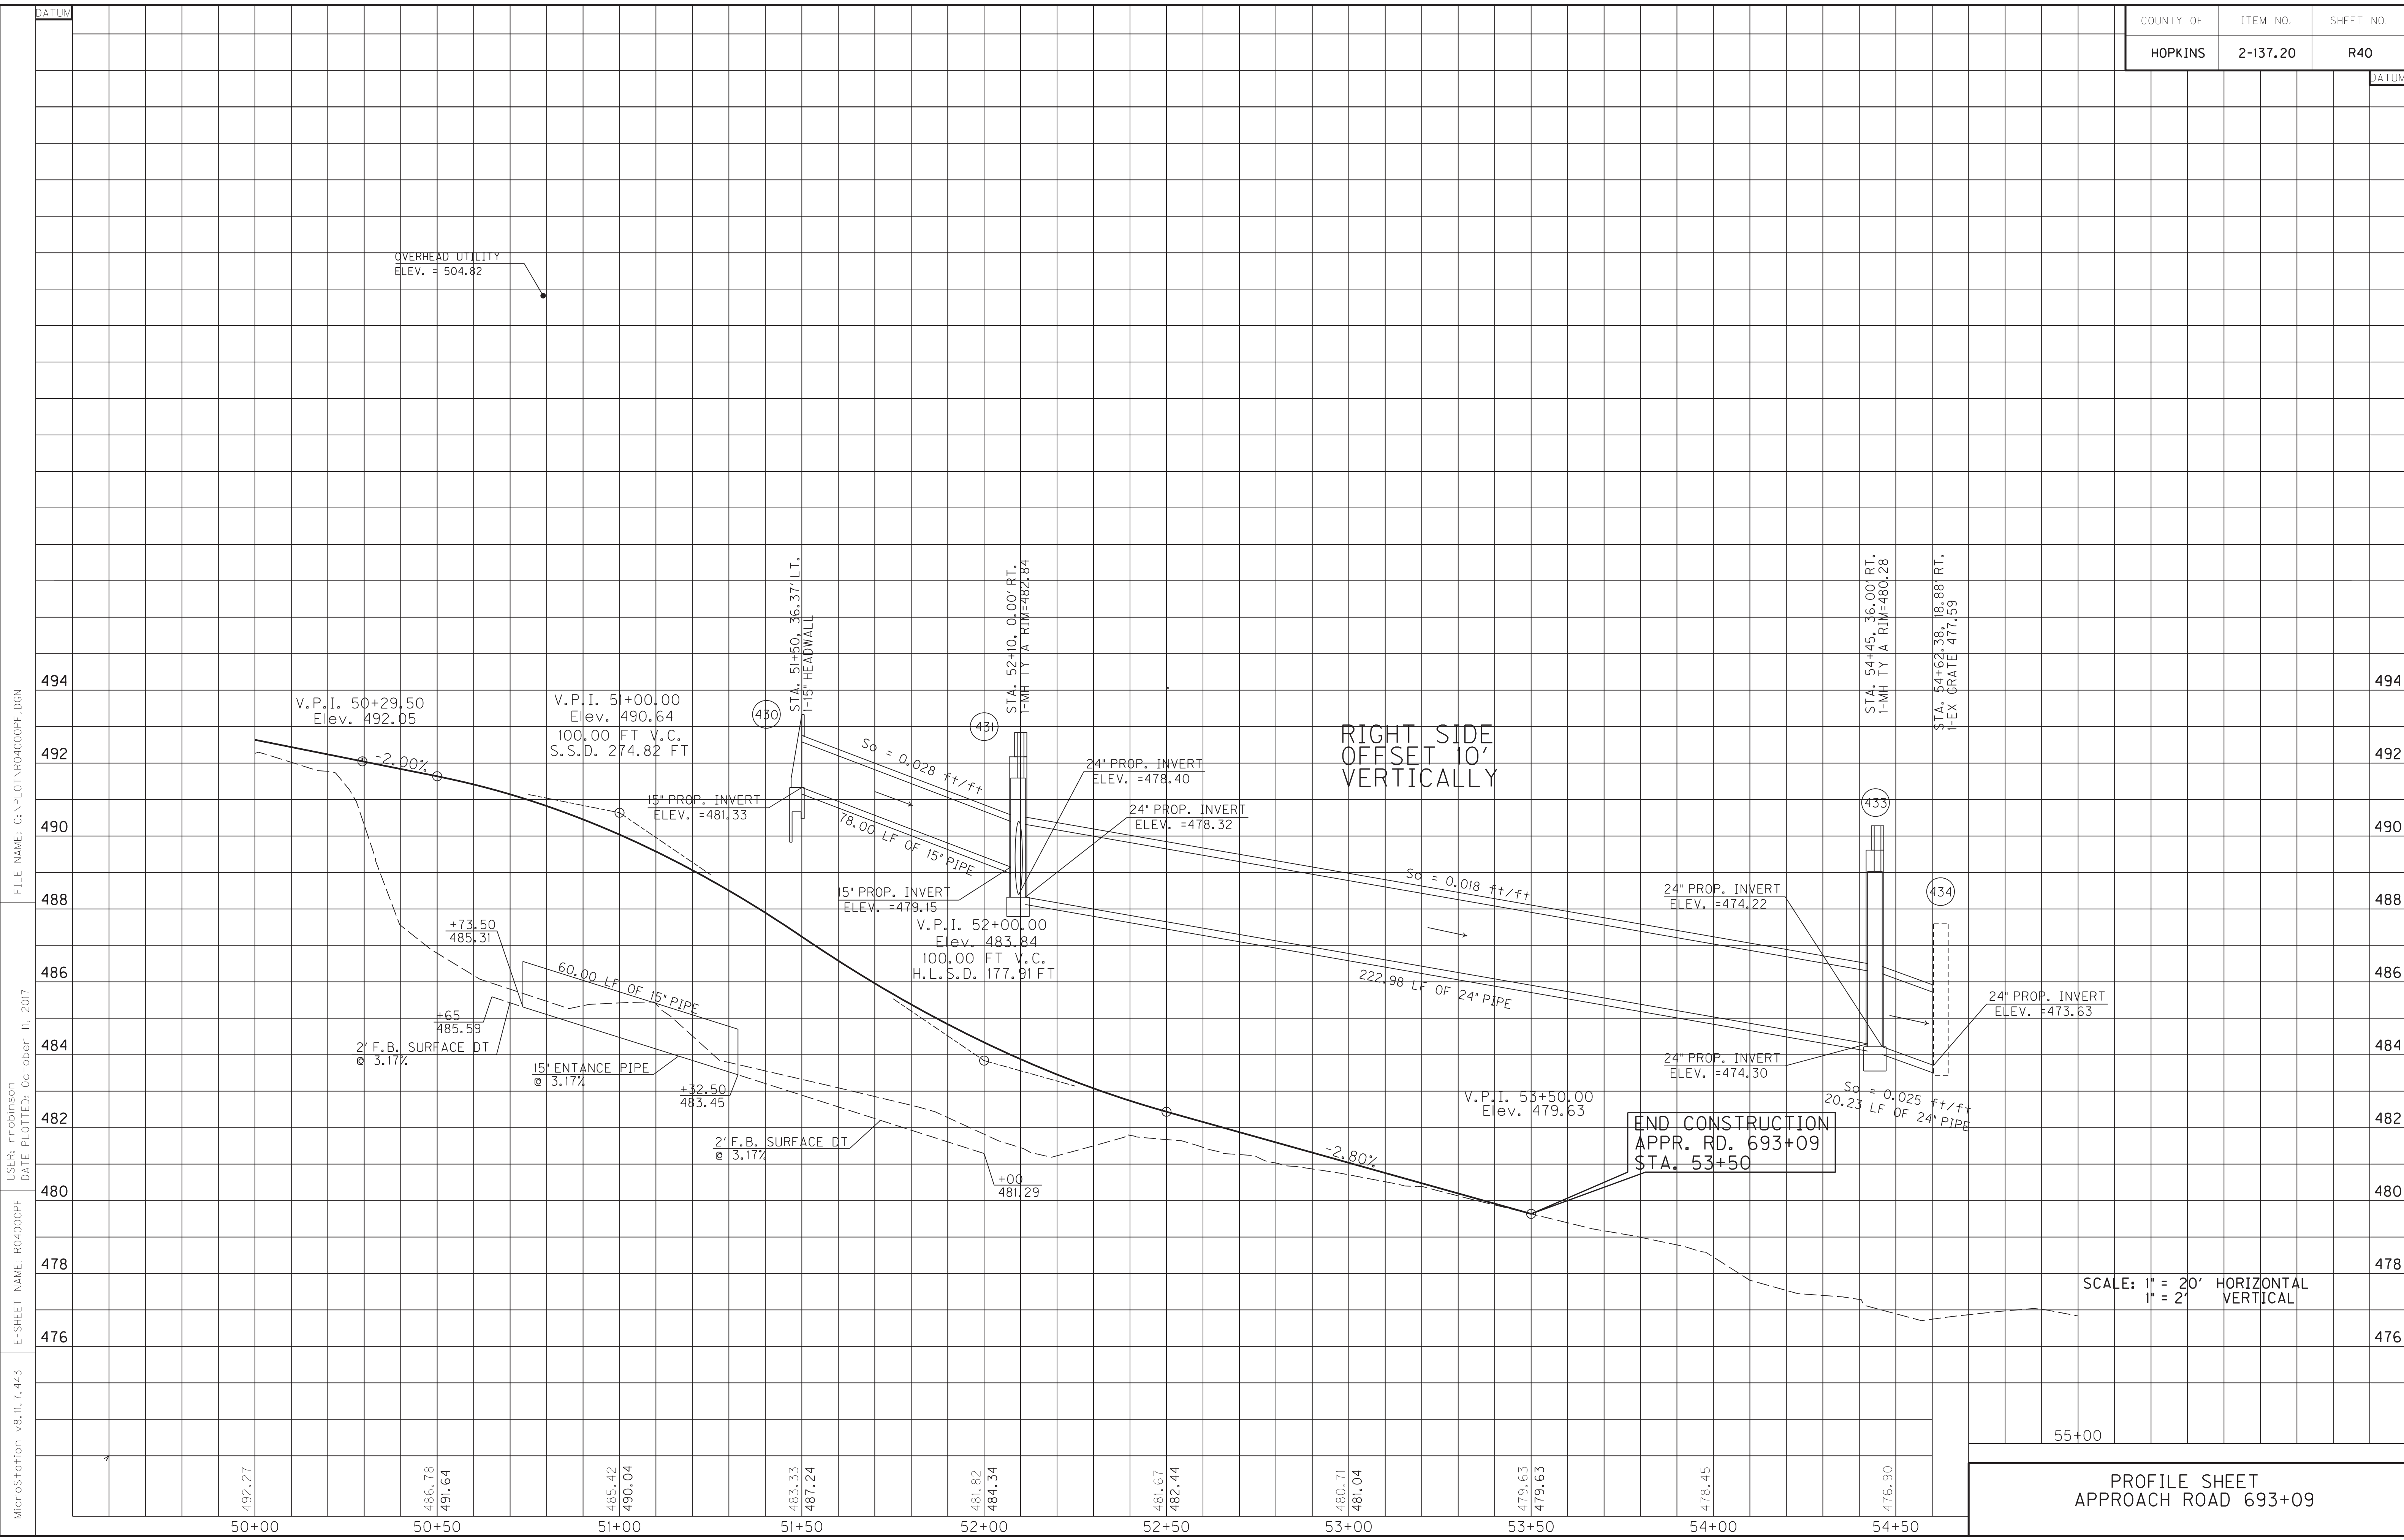 DATUM
COUNTY OF ITEM NO. SHEET NO.
HOPKINS 2-137.20 R40
DATUM
OVERHEAD UTILITY
ELEV. = 504.82
STA. 51+50, 36.37' LT.
1-15" HEADWALL
STA. 52+10, 0.00' RT.
1-MH TY A RIM=482.84
STA. 54+45, 36.00' RT.
1-MH TY A RIM=480.28
STA. 54+62.38, 18.88' RT.
1-EX GRATE 477.59
494
492
490
488
486
484
482
480
478
476
494
492
490
488
486
484
482
480
478
476
V.P.I. 50+29.50
Elev. 492.05
-2.00%
V.P.I. 51+00.00
Elev. 490.64
100.00 FT V.C.
S.S.D. 274.82 FT
430
431
433
434
So = 0.028 ft/ft
15" PROP. INVERT
ELEV. =481.33
78.00 LF OF 15" PIPE
24" PROP. INVERT
ELEV. =478.40
24" PROP. INVERT
ELEV. =478.32
15" PROP. INVERT
ELEV. =479.15
RIGHT SIDE
OFFSET 10'
VERTICALLY
So = 0.018 ft/ft
24" PROP. INVERT
ELEV. =474.22
V.P.I. 52+00.00
Elev. 483.84
100.00 FT V.C.
H.L.S.D. 177.91 FT
+73.50
485.31
60.00 LF OF 15" PIPE
+65
485.59
2' F.B. SURFACE DT
@ 3.17%
15" ENTANCE PIPE
@ 3.17%
+32.50
483.45
2' F.B. SURFACE DT
@ 3.17%
+00
481.29
222.98 LF OF 24" PIPE
24" PROP. INVERT
ELEV. =473.63
24" PROP. INVERT
ELEV. =474.30
So = 0.025 ft/ft
20.23 LF OF 24" PIPE
V.P.I. 53+50.00
Elev. 479.63
-2.80%
END CONSTRUCTION
APPR. RD. 693+09
STA. 53+50
SCALE: 1" = 20' HORIZONTAL
1" = 2' VERTICAL
492.27
486.78
491.64
485.42
490.04
483.33
487.24
481.82
484.34
481.67
482.44
480.71
481.04
479.63
479.63
478.45
476.90
50+00 50+50 51+00 51+50 52+00 52+50 53+00 53+50 54+00 54+50
55+00
PROFILE SHEET
APPROACH ROAD 693+09
FILE NAME: C:\PLOT\R04000PF.DGN
USER: rrobinson
DATE PLOTTED: October 11, 2017
E-SHEET NAME: R04000PF
MicroStation v8.11.7.443